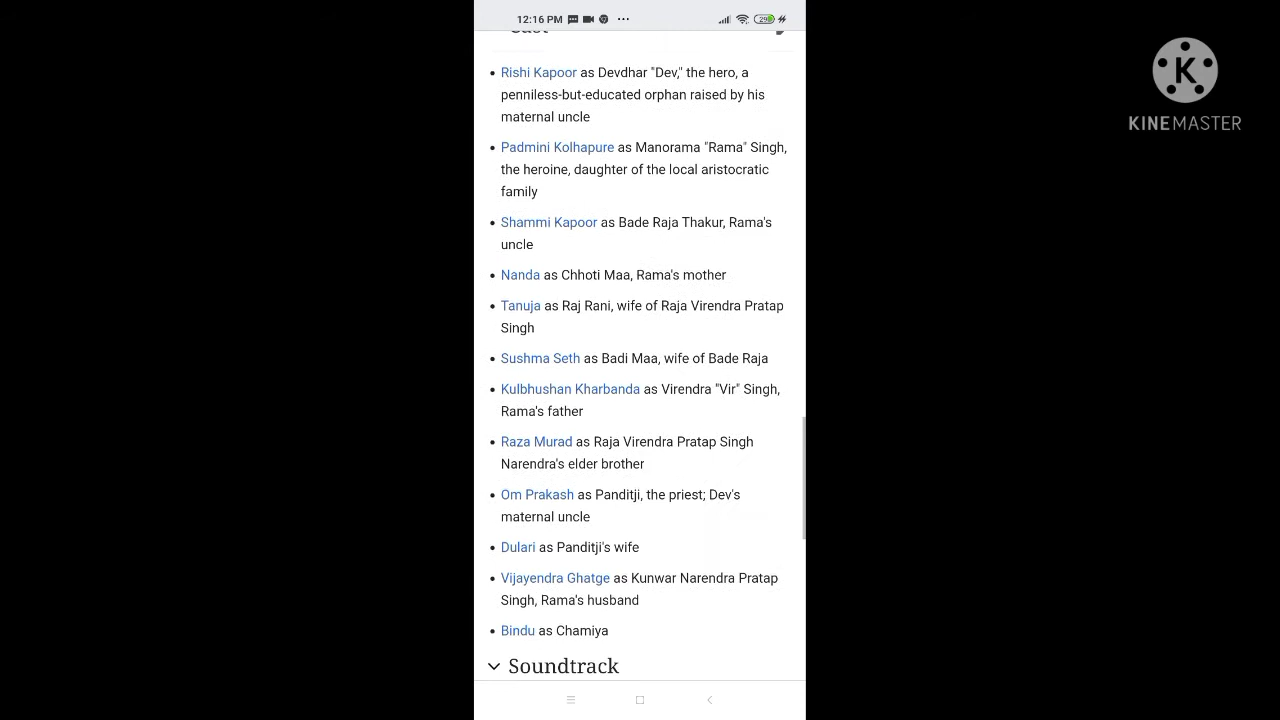 12:16 PM
29
Cast
Rishi Kapoor as Devdhar "Dev," the hero, a
penniless-but-educated orphan raised by his
maternal uncle
Padmini Kolhapure as Manorama "Rama" Singh,
the heroine, daughter of the local aristocratic
family
Shammi Kapoor as Bade Raja Thakur, Rama's
uncle
Nanda as Chhoti Maa, Rama's mother
Tanuja as Raj Rani, wife of Raja Virendra Pratap
Singh
Sushma Seth as Badi Maa, wife of Bade Raja
Kulbhushan Kharbanda as Virendra "Vir" Singh,
Rama's father
Raza Murad as Raja Virendra Pratap Singh
Narendra's elder brother
Om Prakash as Panditji, the priest; Dev's
maternal uncle
Dulari as Panditji's wife
Vijayendra Ghatge as Kunwar Narendra Pratap
Singh, Rama's husband
Bindu as Chamiya
Soundtrack
K
KINEMASTER